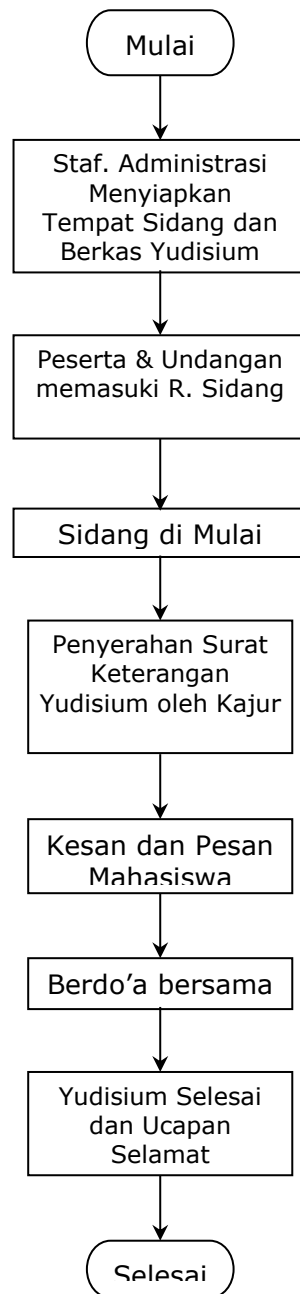 Mulai
Staf. Administrasi
Menyiapkan
Tempat Sidang dan
Berkas Yudisium
Peserta & Undangan
memasuki R. Sidang
Sidang di Mulai
Penyerahan Surat
Keterangan
Yudisium oleh Kajur
Kesan dan Pesan
Mahasiswa
Berdo’a bersama
Yudisium Selesai
dan Ucapan
Selamat
Selesai